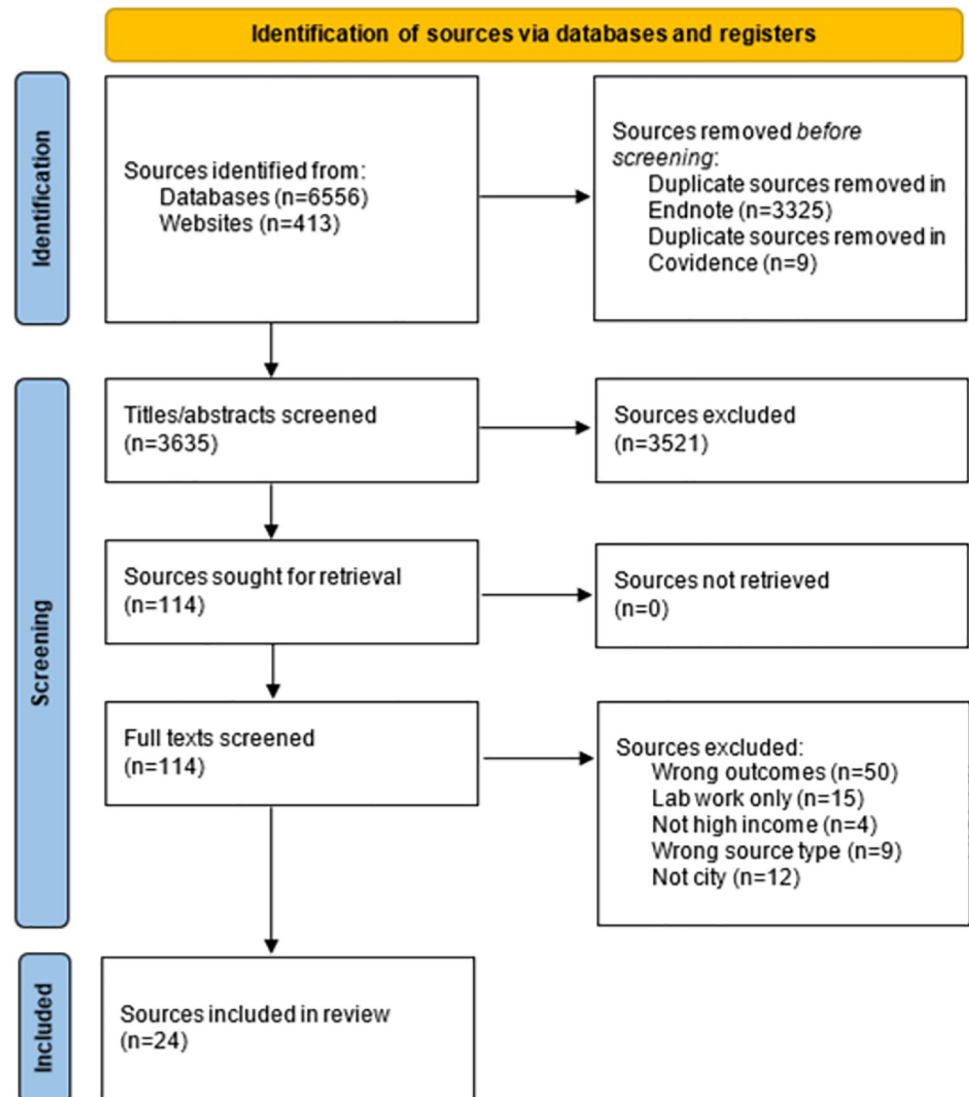 Identification of sources via databases and registers
Identification
Sources identified from:
Databases (n=6556)
Websites (n=413)
Sources removed before
screening:
Duplicate sources removed in
Endnote (n=3325)
Duplicate sources removed in
Covidence (n=9)
Screening
Titles/abstracts screened
(n=3635)
Sources excluded
(n=3521)
Sources sought for retrieval
(n=114)
Sources not retrieved
(n=0)
Full texts screened
(n=114)
Sources excluded:
Wrong outcomes (n=50)
Lab work only (n=15)
Not high income (n=4)
Wrong source type (n=9)
Not city (n=12)
Included
Sources included in review
(n=24)